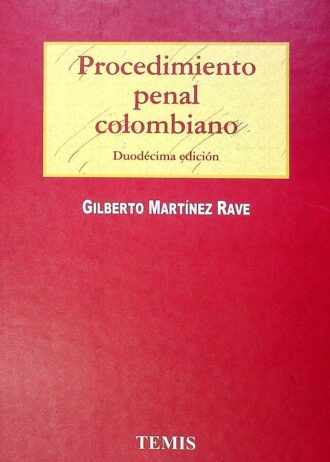 Procedimiento
penal
colombiano
Duodécima edición
GILBERTO MARTÍNEZ RAVE
TEMIS